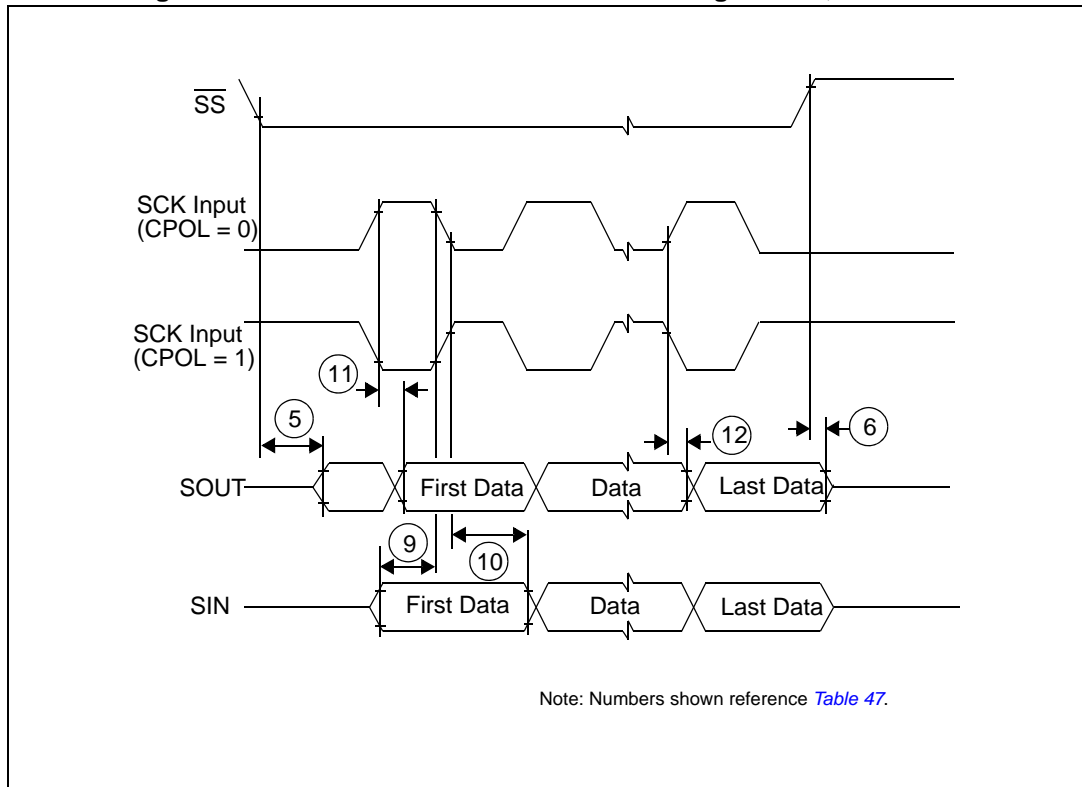 SS
SCK Input
(CPOL = 0)
SCK Input
(CPOL = 1)
11
5
12
6
SOUT
First Data
Data
Last Data
9
10
SIN
First Data
Data
Last Data
Note: Numbers shown reference Table 47.